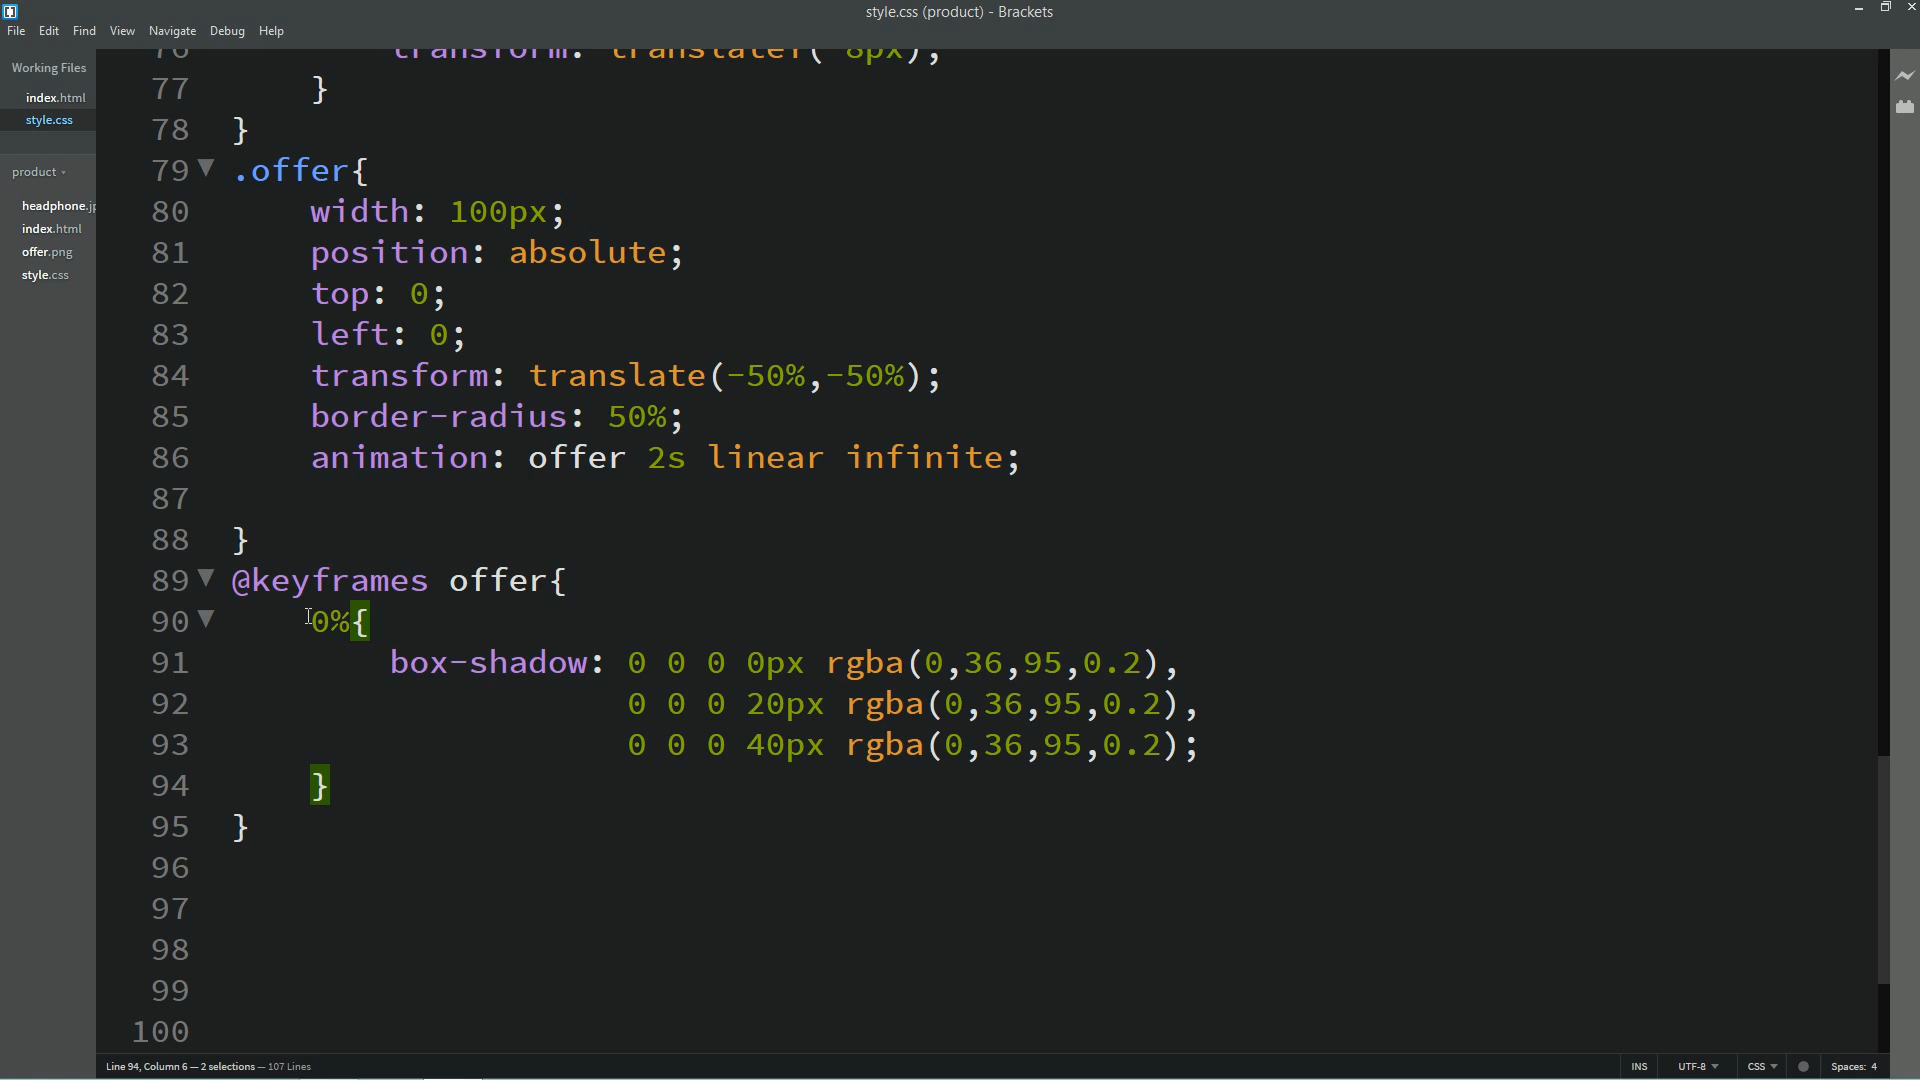 style.css (product) - Brackets
File Edit Find View Navigate Debug Help
Working Files
index.html
style.css
product
headphone.jp
index.html
offer.png
style.css
77 }
78 }
79 .offer{
80 width: 100px;
81 position: absolute;
82 top: 0;
83 left: 0;
84 transform: translate(-50%,-50%);
85 border-radius: 50%;
86 animation: offer 2s linear infinite;
87
88 }
89 @keyframes offer{
90 0%{
91 box-shadow: 0 0 0 0px rgba(0,36,95,0.2),
92 0 0 0 20px rgba(0,36,95,0.2),
93 0 0 0 40px rgba(0,36,95,0.2);
94 }
95 }
96
97
98
99
100
Line 94, Column 6 — 2 selections — 107 Lines
INS UTF-8 CSS Spaces: 4